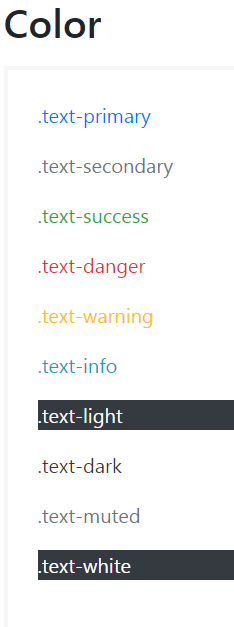 Color
.text-primary
.text-secondary
.text-success
.text-danger
.text-warning
.text-info
.text-light
.text-dark
.text-muted
.text-white